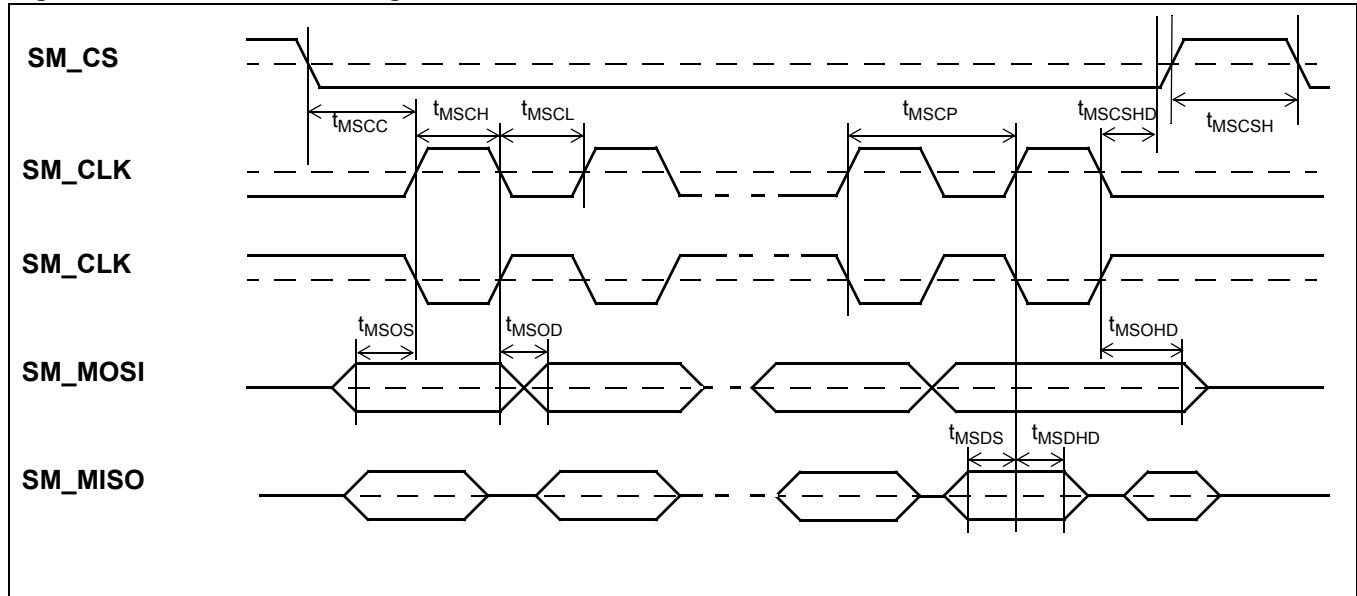 SM_CS
tMSCC
tMSCH
tMSCL
tMSCP
tMSCSHD
tMSCSH
SM_CLK
SM_CLK
tMSOS
tMSOD
tMSOHD
SM_MOSI
tMSDS
tMSDHD
SM_MISO